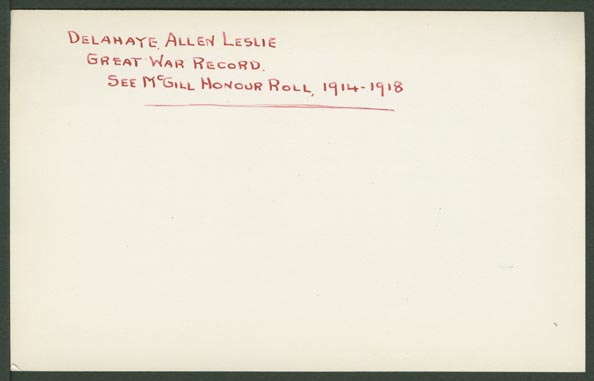 DELAHAYE, ALLEN LESLIE
GREAT WAR RECORD.
SEE McGILL HONOUR ROLL, 1914-1918